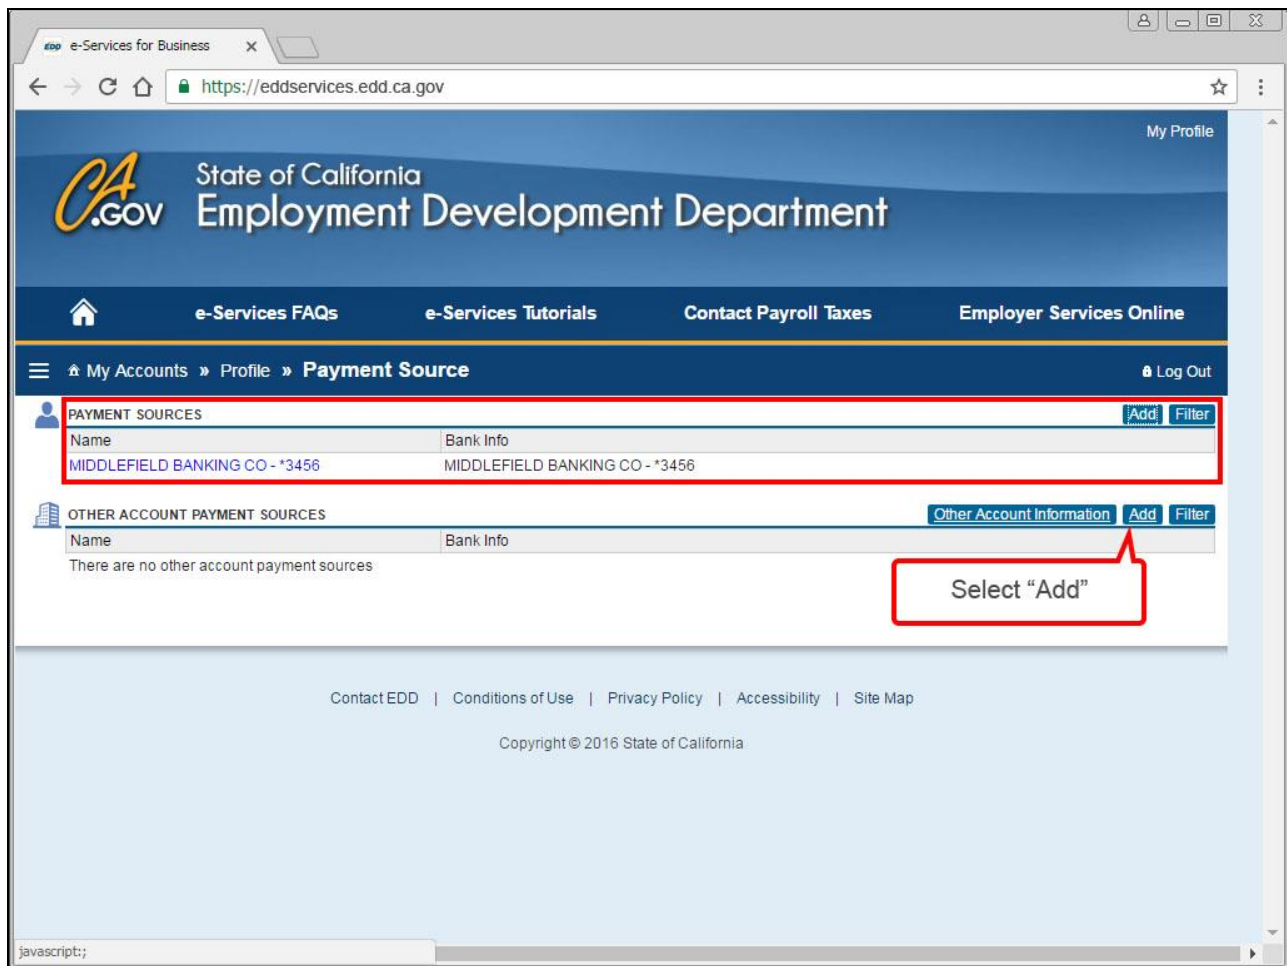 EDD e-Services for Business
https://eddservices.edd.ca.gov
My Profile
CA.GOV
State of California
Employment Development Department
e-Services FAQs e-Services Tutorials Contact Payroll Taxes Employer Services Online
My Accounts » Profile » Payment Source Log Out
PAYMENT SOURCES Add Filter
Name Bank Info
MIDDLEFIELD BANKING CO - *3456 MIDDLEFIELD BANKING CO - *3456
OTHER ACCOUNT PAYMENT SOURCES Other Account Information Add Filter
Name Bank Info
There are no other account payment sources
Select “Add”
Contact EDD | Conditions of Use | Privacy Policy | Accessibility | Site Map
Copyright © 2016 State of California
javascript:;